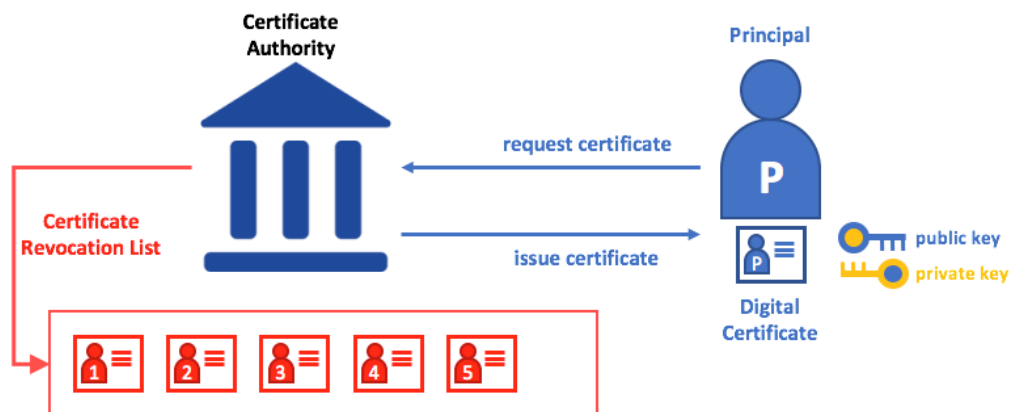 Certificate
Authority
Principal
request certificate
P
Certificate
Revocation List
issue certificate
P
public key
private key
Digital
Certificate
1
2
3
4
5